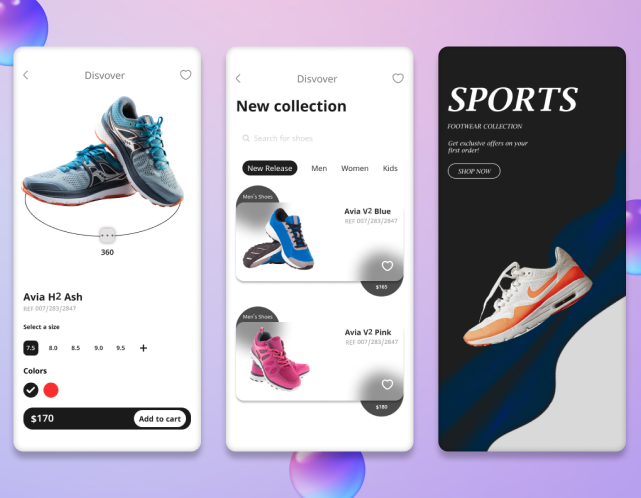 Disvover
360
Avia H2 Ash
REF 007/283/2847
Select a size
7.5 8.0 8.5 9.0 9.5 +
Colors
$170 Add to cart
Disvover
New collection
Search for shoes
New Release Men Women Kids
Men's Shoes
Avia V2 Blue
REF 007/283/2847
$165
Men's Shoes
Avia V2 Pink
REF 007/283/2847
$180
SPORTS
FOOTWEAR COLLECTION
Get exclusive offers on your
first order!
SHOP NOW